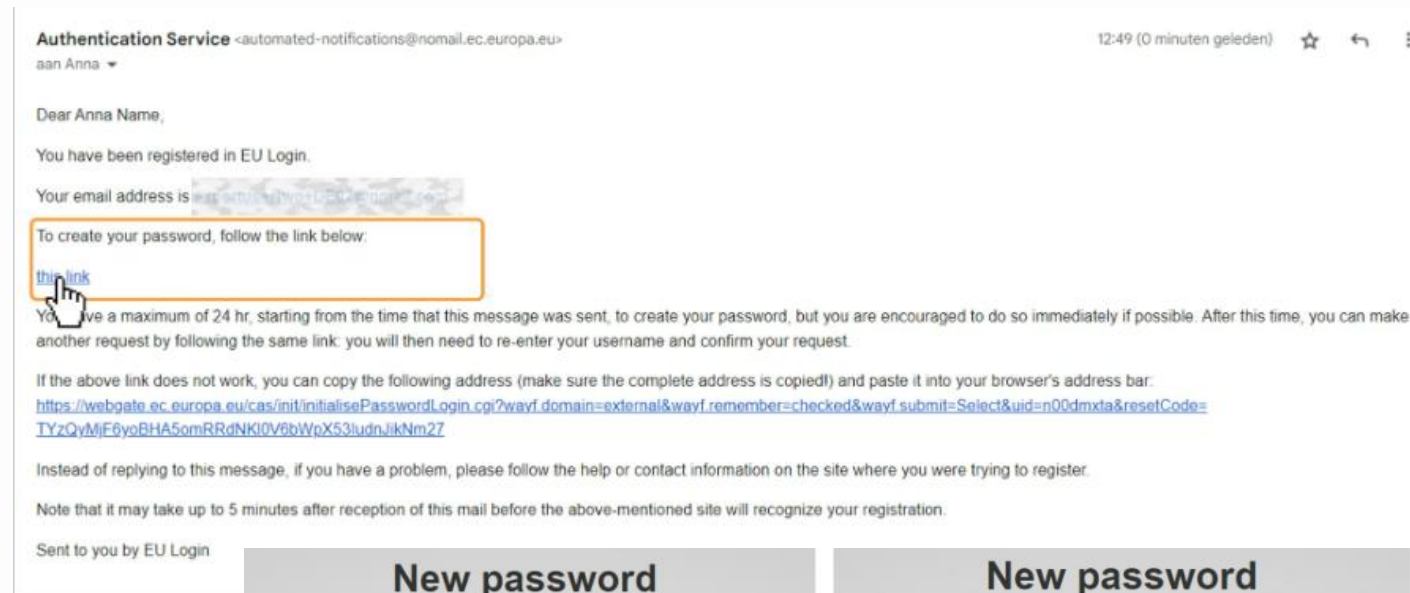 Authentication Service <automated-notifications@nomail.ec.europa.eu> 12:49 (0 minuten geleden)
aan Anna
Dear Anna Name,
You have been registered in EU Login.
Your email address is
To create your password, follow the link below:
this link
You have a maximum of 24 hr, starting from the time that this message was sent, to create your password, but you are encouraged to do so immediately if possible. After this time, you can make
another request by following the same link: you will then need to re-enter your username and confirm your request.
If the above link does not work, you can copy the following address (make sure the complete address is copied!) and paste it into your browser's address bar:
https://webgate.ec.europa.eu/cas/init/initialisePasswordLogin.cgi?wayf.domain=external&wayf.remember=checked&wayf.submit=Select&uid=n00dmxta&resetCode=
TYzQyMjF6yoBHA5omRRdNKI0V6bWpX53IudnJikNm27
Instead of replying to this message, if you have a problem, please follow the help or contact information on the site where you were trying to register.
Note that it may take up to 5 minutes after reception of this mail before the above-mentioned site will recognize your registration.
Sent to you by EU Login
New password
New password